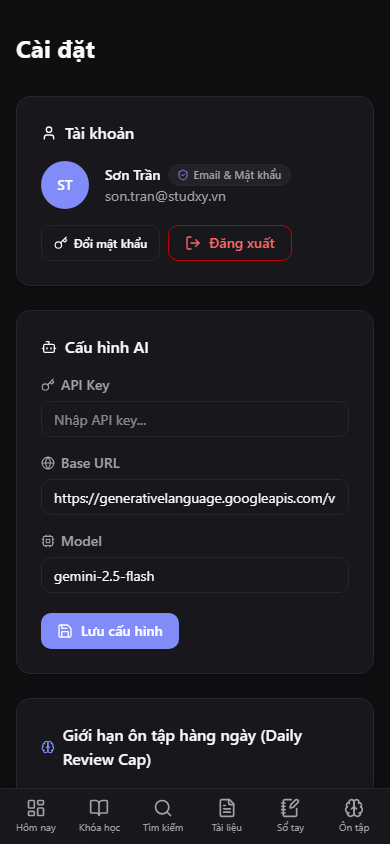 Cài đặt
Tài khoản
ST
Sơn Trần
Email & Mật khẩu
son.tran@studxy.vn
Đổi mật khẩu
Đăng xuất
Cấu hình AI
API Key
Nhập API key...
Base URL
https://generativelanguage.googleapis.com/v
Model
gemini-2.5-flash
Lưu cấu hình
Giới hạn ôn tập hàng ngày (Daily
Review Cap)
Hôm nay
Khóa học
Tìm kiếm
Tài liệu
Sổ tay
Ôn tập